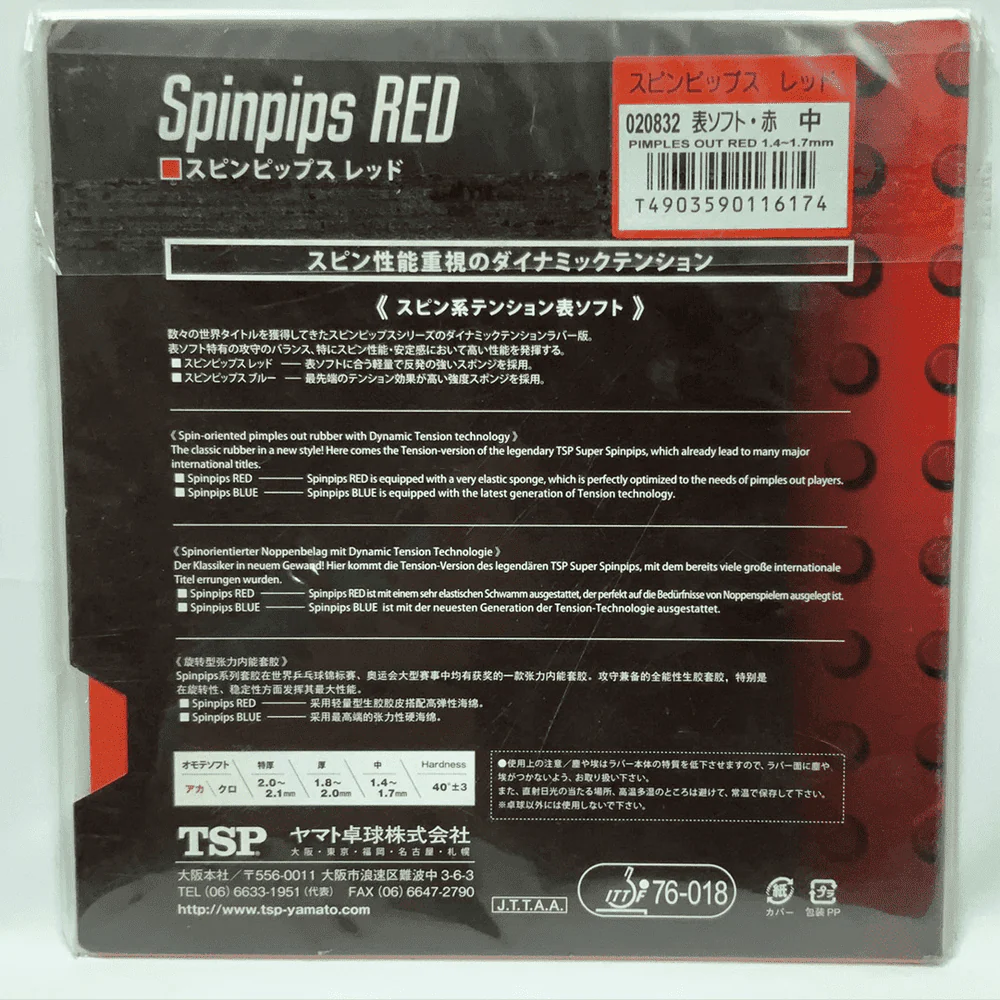 Spinpips RED
■スピンピップス レッド
スピンピップス レッド
020832 表ソフト・赤 中
PIMPLES OUT RED 1.4~1.7mm
T4903590116174
スピン性能重視のダイナミックテンション
《 スピン系テンション表ソフト 》
数々の世界タイトルを獲得してきたスピンピップスシリーズのダイナミックテンションラバー版。
表ソフト特有の攻守のバランス、特にスピン性能・安定感において高い性能を発揮する。
■ スピンピップス レッド ―― 表ソフトに合う軽量で反発の強いスポンジを採用。
■ スピンピップス ブルー ―― 最先端のテンション効果が高い強度スポンジを採用。
《 Spin-oriented pimples out rubber with Dynamic Tension technology 》
The classic rubber in a new style! Here comes the Tension-version of the legendary TSP Super Spinpips, which already lead to many major
international titles.
■ Spinpips RED ―― Spinpips RED is equipped with a very elastic sponge, which is perfectly optimized to the needs of pimples out players.
■ Spinpips BLUE ―― Spinpips BLUE is equipped with the latest generation of Tension technology.
《 Spinorientierter Noppenbelag mit Dynamic Tension Technologie 》
Der Klassiker in neuem Gewand! Hier kommt die Tension-Version des legendären TSP Super Spinpips, mit dem bereits viele große internationale
Titel errungen wurden.
■ Spinpips RED ―― Spinpips RED ist mit einem sehr elastischen Schwamm ausgestattet, der perfekt auf die Bedürfnisse von Noppenspielern ausgelegt ist.
■ Spinpips BLUE ―― Spinpips BLUE ist mit der neuesten Generation der Tension-Technologie ausgestattet.
《 旋转型张力内能套胶 》
Spinpips系列套胶在世界乒乓球锦标赛、奥运会大型赛事中均有获奖的一款张力内能套胶。攻守兼备的全能性生胶套胶，特别是
在旋转性、稳定性方面发挥其最大性能。
■ Spinpips RED ―― 采用轻量型生胶胶皮搭配高弹性海绵。
■ Spinpips BLUE ―― 采用最高端的张力性硬海绵。
オモテソフト 特厚 厚 中 Hardness
アカ クロ 2.0~2.1mm 1.8~2.0mm 1.4~1.7mm 40°±3
●使用上の注意／塵や埃はラバー本体の特質を低下させますので、ラバー面に塵や、
埃がつかないよう、お取り扱い下さい。
また、直射日光の当たる場所、高温多湿のところは避けて、常温で保存して下さい。
※卓球以外には使用しないで下さい。
TSP ヤマト卓球株式会社
大阪・東京・福岡・名古屋・札幌
大阪本社／〒556-0011 大阪市浪速区難波中 3-6-3
TEL (06) 6633-1951 (代表) FAX (06) 6647-2790
http://www.tsp-yamato.com
J.T.T.A.A.
ITTF 76-018
紙 カバー
プラ 包装 PP